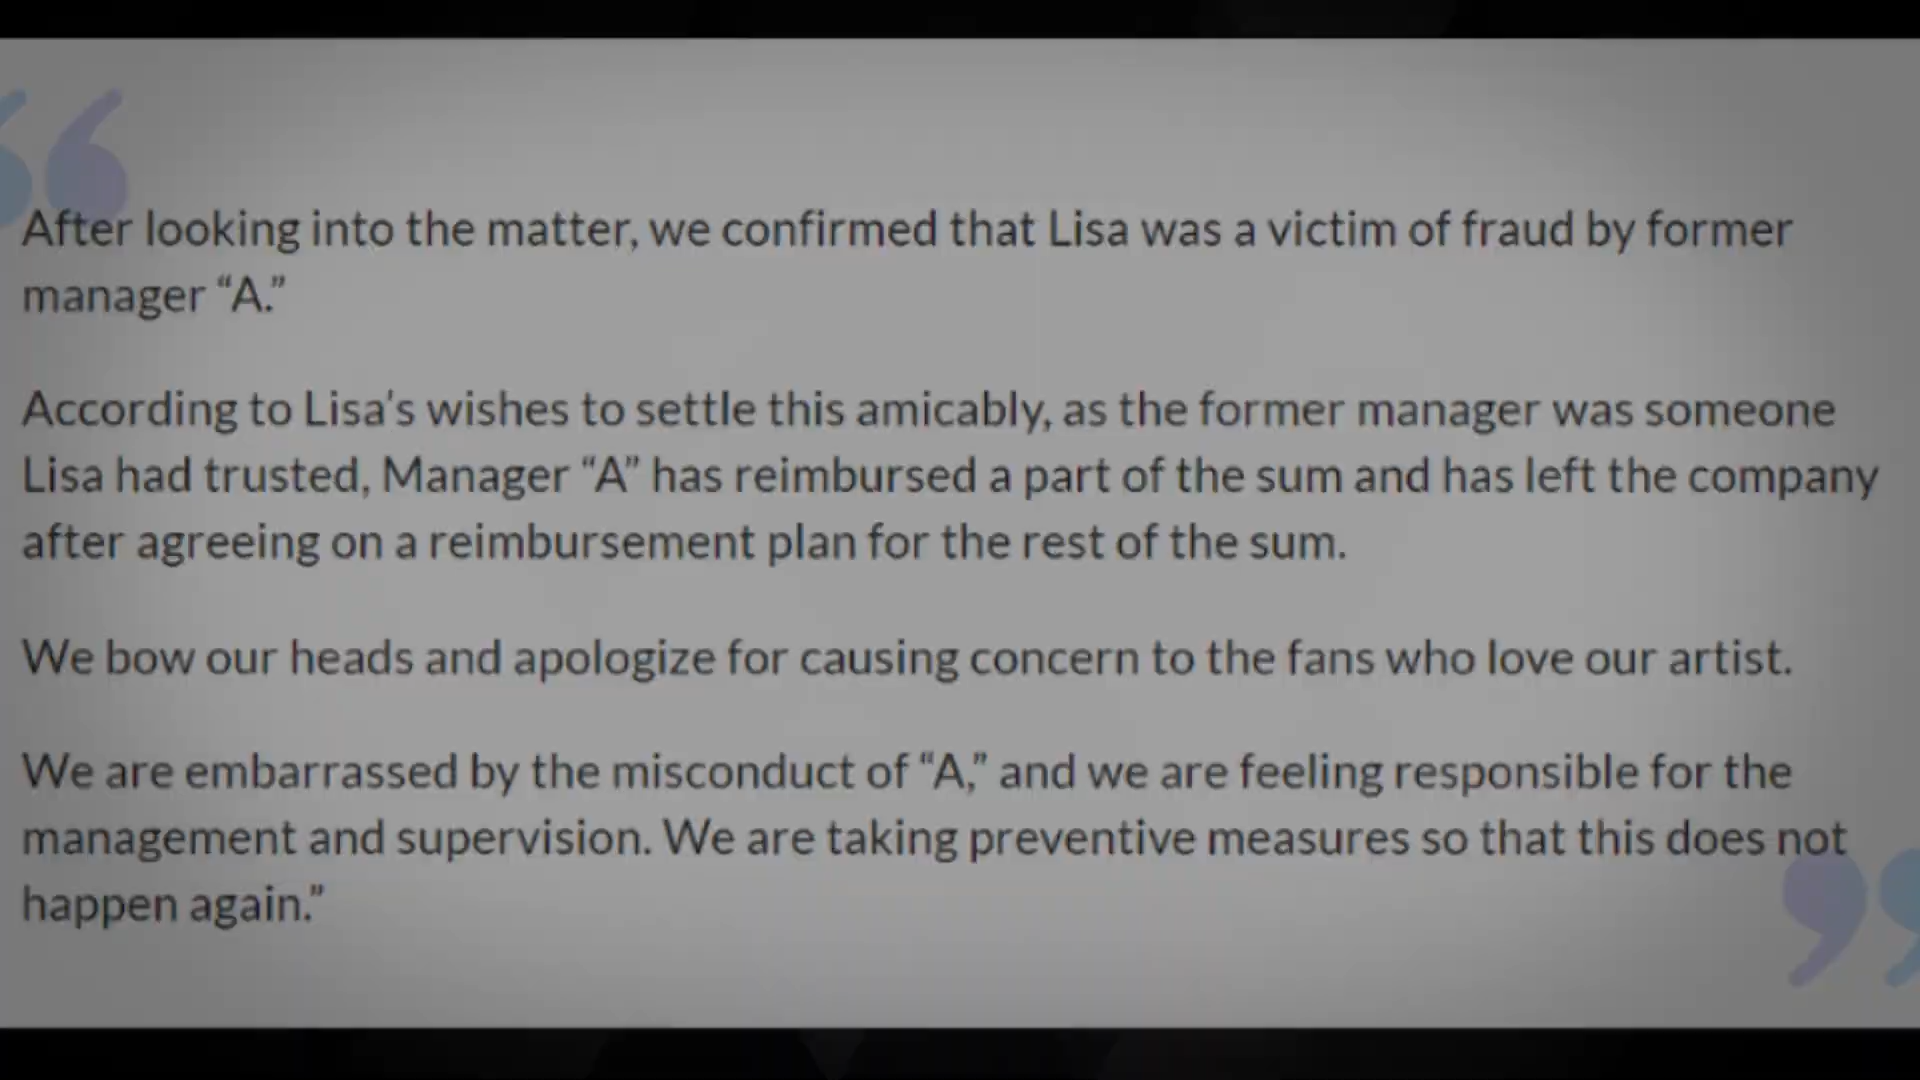 After looking into the matter, we confirmed that Lisa was a victim of fraud by former
manager “A.”
According to Lisa's wishes to settle this amicably, as the former manager was someone
Lisa had trusted, Manager “A” has reimbursed a part of the sum and has left the company
after agreeing on a reimbursement plan for the rest of the sum.
We bow our heads and apologize for causing concern to the fans who love our artist.
We are embarrassed by the misconduct of “A,” and we are feeling responsible for the
management and supervision. We are taking preventive measures so that this does not
happen again.”